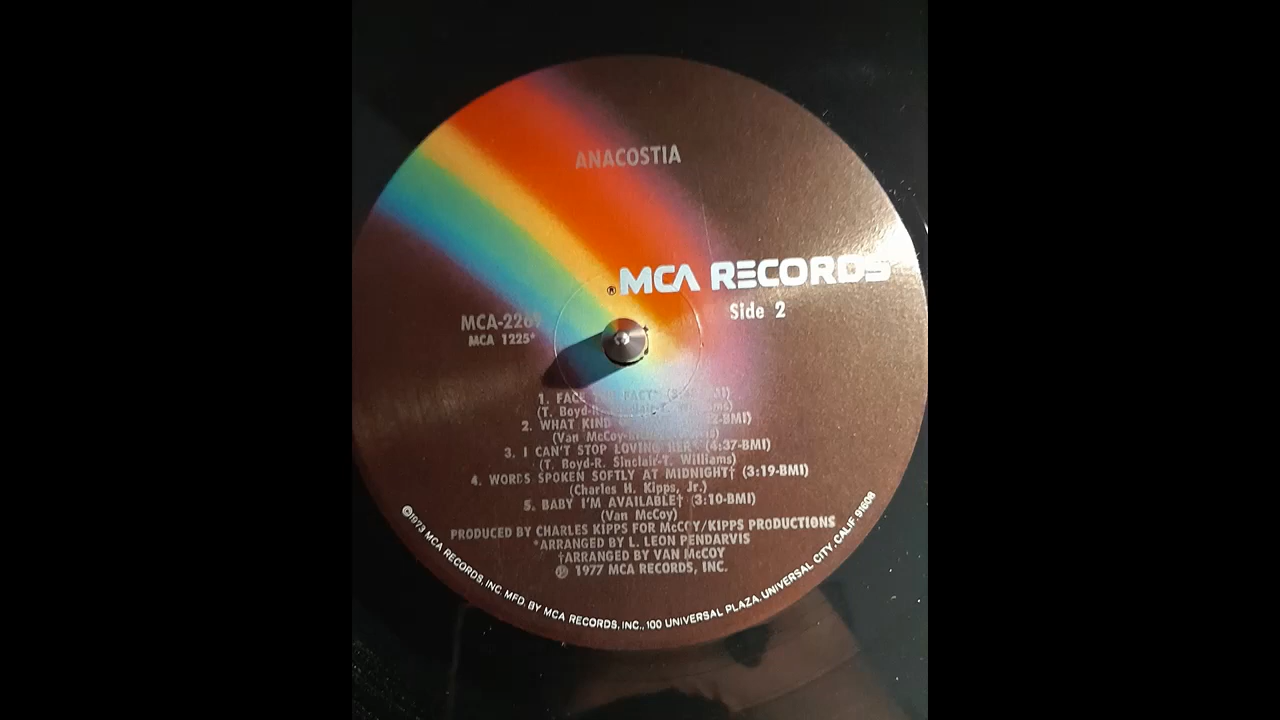 ANACOSTIA
® MCA RECORDS
Side 2
MCA-2269
MCA 1225*
1. FACE FACT*
(T. Boyd-R. Sinclair-T. Williams)
2. WHAT KIND
(Van McCoy-
3. I CAN'T STOP LOVING HER* (4:37-BMI)
(T. Boyd-R. Sinclair-T. Williams)
4. WORDS SPOKEN SOFTLY AT MIDNIGHT† (3:19-BMI)
(Charles H. Kipps, Jr.)
5. BABY I'M AVAILABLE† (3:10-BMI)
(Van McCoy)
PRODUCED BY CHARLES KIPPS FOR McCOY/KIPPS PRODUCTIONS
*ARRANGED BY L. LEON PENDARVIS
†ARRANGED BY VAN McCOY
℗ 1977 MCA RECORDS, INC.
©1973 MCA RECORDS, INC. MFD. BY MCA RECORDS, INC., 100 UNIVERSAL PLAZA, UNIVERSAL CITY, CALIF. 91608